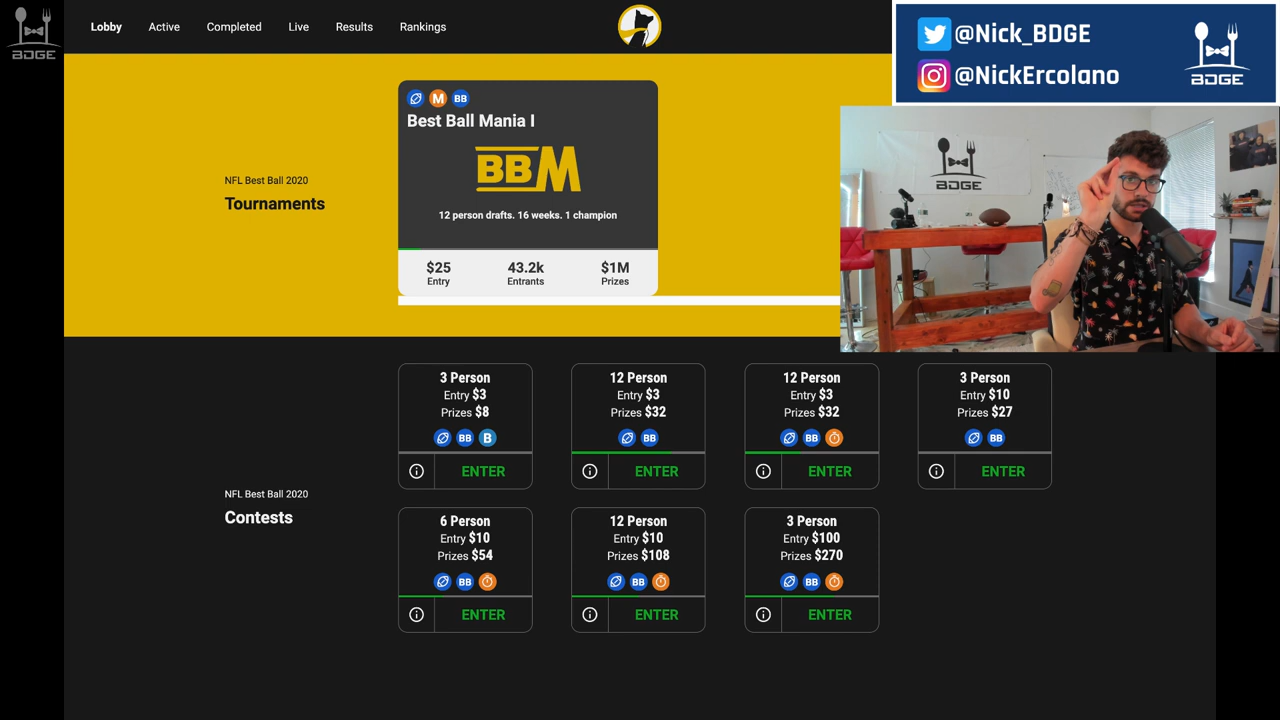 BDGE
Lobby Active Completed Live Results Rankings
@Nick_BDGE
@NickErcolano
BDGE
M BB
Best Ball Mania I
BBM
12 person drafts. 16 weeks. 1 champion
$25 43.2k $1M
Entry Entrants Prizes
NFL Best Ball 2020
Tournaments
BDGE
3 Person
Entry $3
Prizes $8
BB B
ENTER
12 Person
Entry $3
Prizes $32
BB
ENTER
12 Person
Entry $3
Prizes $32
BB
ENTER
3 Person
Entry $10
Prizes $27
BB
ENTER
NFL Best Ball 2020
Contests
6 Person
Entry $10
Prizes $54
BB
ENTER
12 Person
Entry $10
Prizes $108
BB
ENTER
3 Person
Entry $100
Prizes $270
BB
ENTER